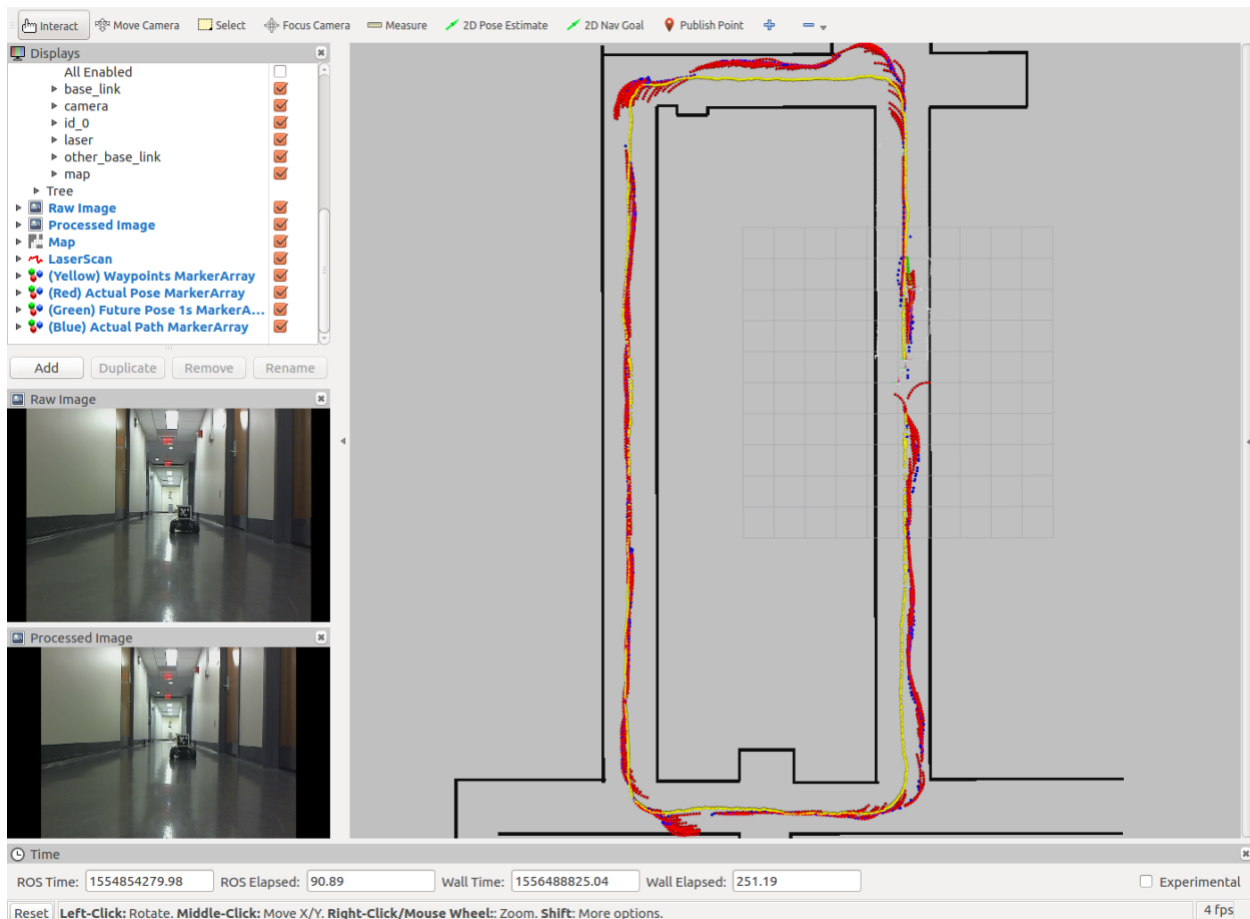 Interact Move Camera Select Focus Camera Measure 2D Pose Estimate 2D Nav Goal Publish Point
Displays
All Enabled
base_link
camera
id_0
laser
other_base_link
map
Tree
Raw Image
Processed Image
Map
LaserScan
(Yellow) Waypoints MarkerArray
(Red) Actual Pose MarkerArray
(Green) Future Pose 1s MarkerA...
(Blue) Actual Path MarkerArray
Add Duplicate Remove Rename
Raw Image
Processed Image
Time
ROS Time: 1554854279.98 ROS Elapsed: 90.89 Wall Time: 1556488825.04 Wall Elapsed: 251.19 Experimental
Reset Left-Click: Rotate. Middle-Click: Move X/Y. Right-Click/Mouse Wheel:: Zoom. Shift: More options. 4 fps